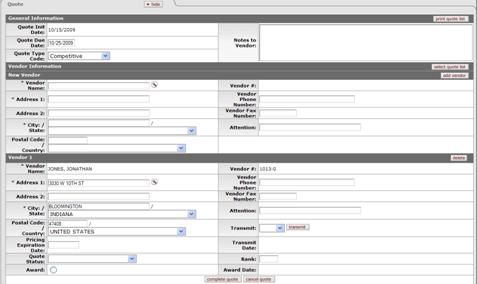 Quote
hide
General Information
print quote list
Quote Init Date: 10/15/2009
Notes to Vendor:
Quote Due Date: 10-25-2009
Quote Type Code: Competitive
Vendor Information
select quote list
New Vendor
add vendor
* Vendor Name:
Vendor #:
* Address 1:
Vendor Phone Number:
Address 2:
Vendor Fax Number:
* City: / State: /
Attention:
Postal Code: / Country:
Vendor 1
delete
* Vendor Name: JONES, JONATHAN
Vendor #: 1013-0
* Address 1: 3030 W 10TH ST
Vendor Phone Number:
Address 2:
Vendor Fax Number:
* City: / State: BLOOMINGTON / INDIANA
Attention:
Postal Code: / Country: 47408 / UNITED STATES
Transmit: transmit
Pricing Expiration Date:
Transmit Date:
Quote Status:
Rank:
Award:
Award Date:
complete quote cancel quote